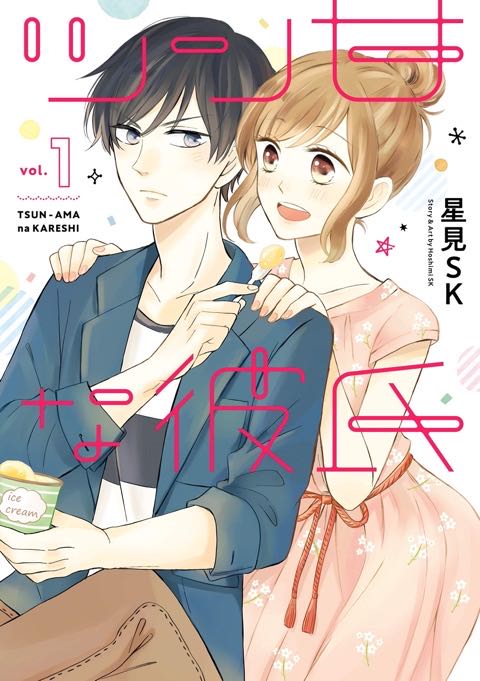 ツン甘
な彼氏
vol. 1
TSUN-AMA
na KARESHI
星見SK
Story & Art by Hoshimi SK
ice
cream